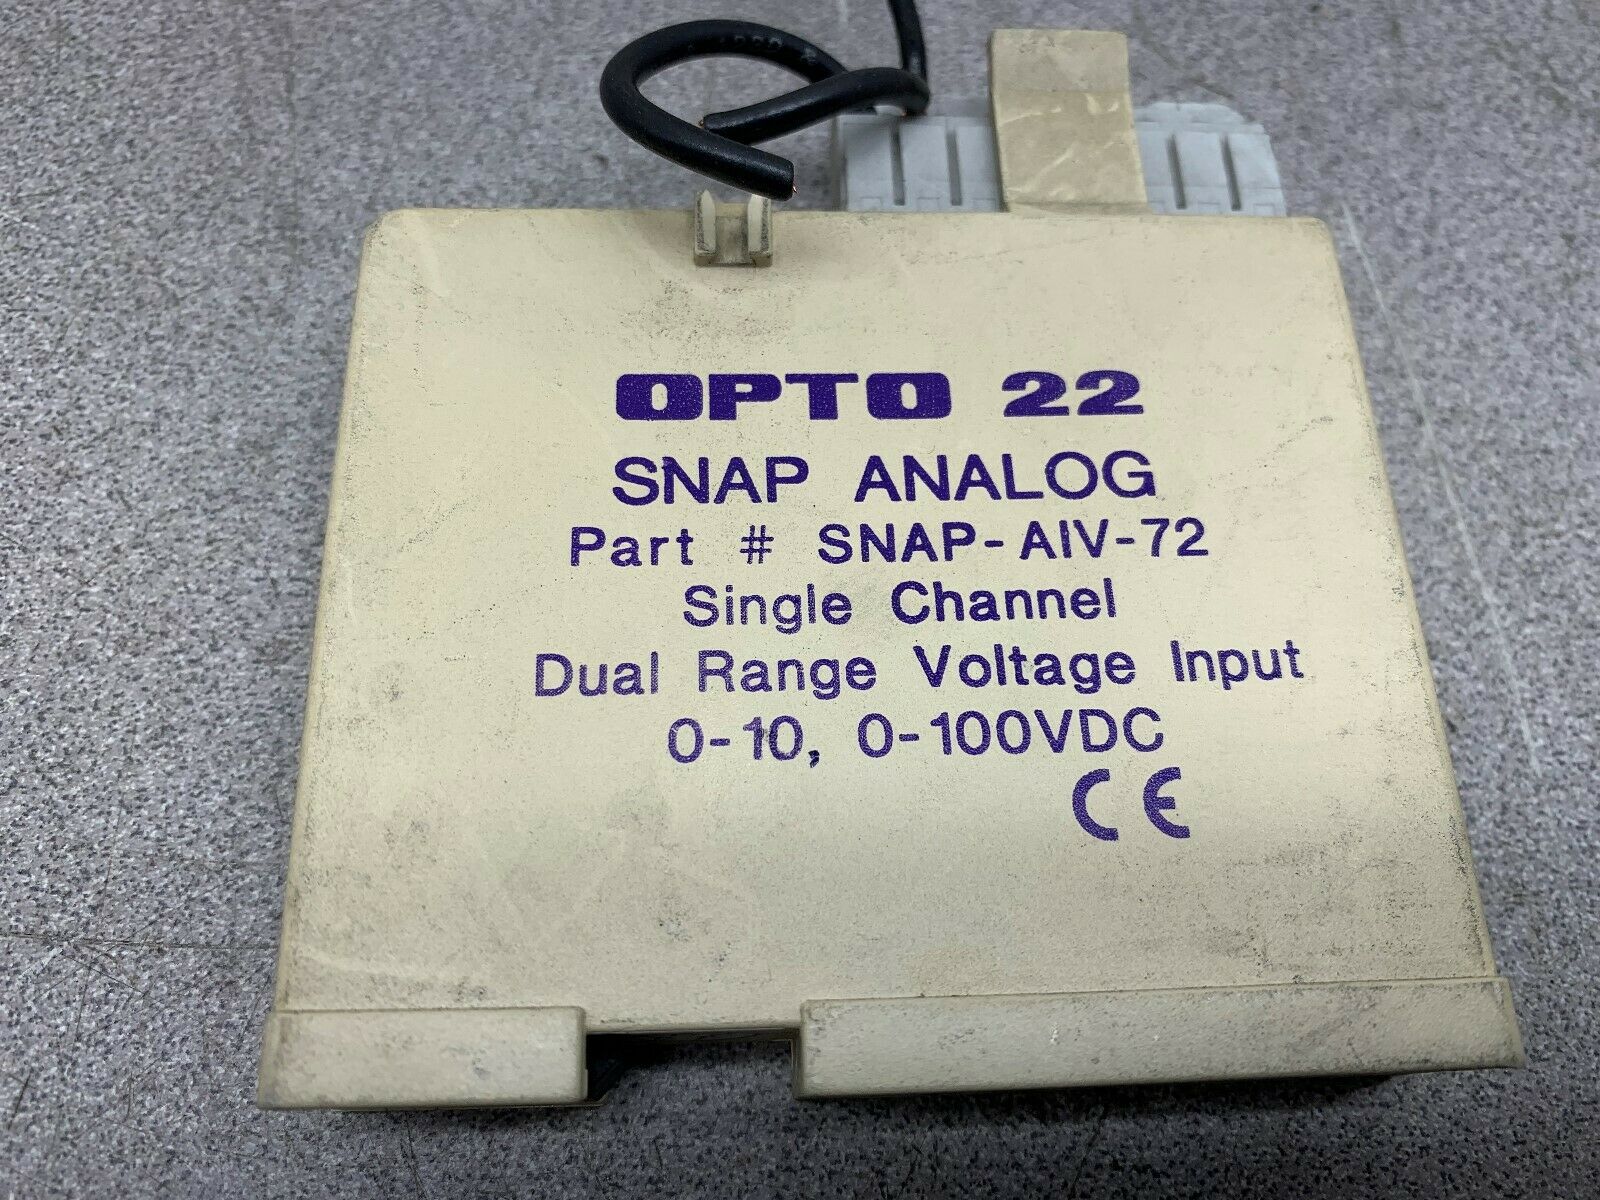 OPTO 22
SNAP ANALOG
Part # SNAP-AIV-72
Single Channel
Dual Range Voltage Input
0-10, 0-100VDC
CE